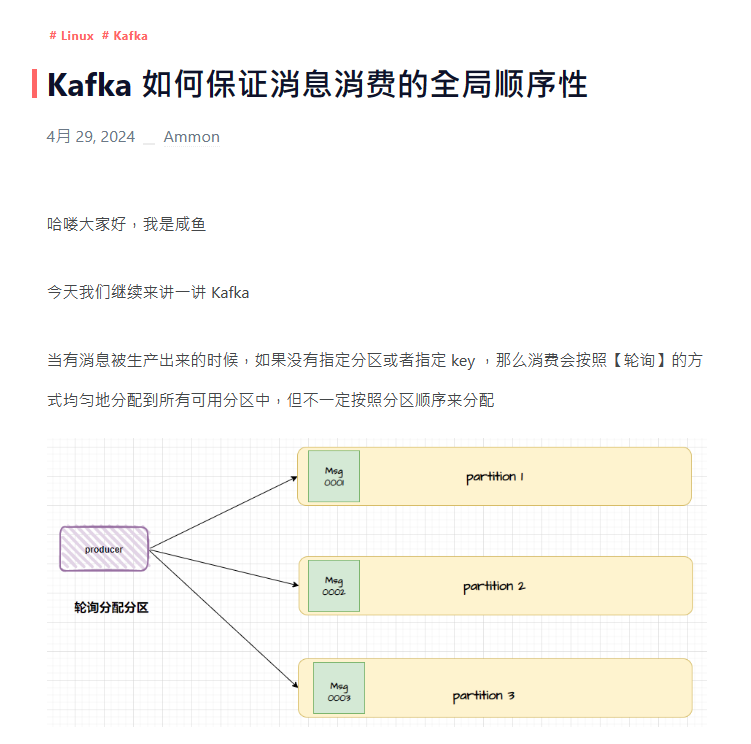 # Linux # Kafka
Kafka 如何保证消息消费的全局顺序性
4月 29, 2024 __ Ammon
哈喽大家好，我是咸鱼
今天我们继续来讲一讲 Kafka
当有消息被生产出来的时候，如果没有指定分区或者指定 key ，那么消费会按照【轮询】的方
式均匀地分配到所有可用分区中，但不一定按照分区顺序来分配
Msg
0001
partition 1
producer
Msg
0002
partition 2
轮询分配分区
Msg
0003
partition 3